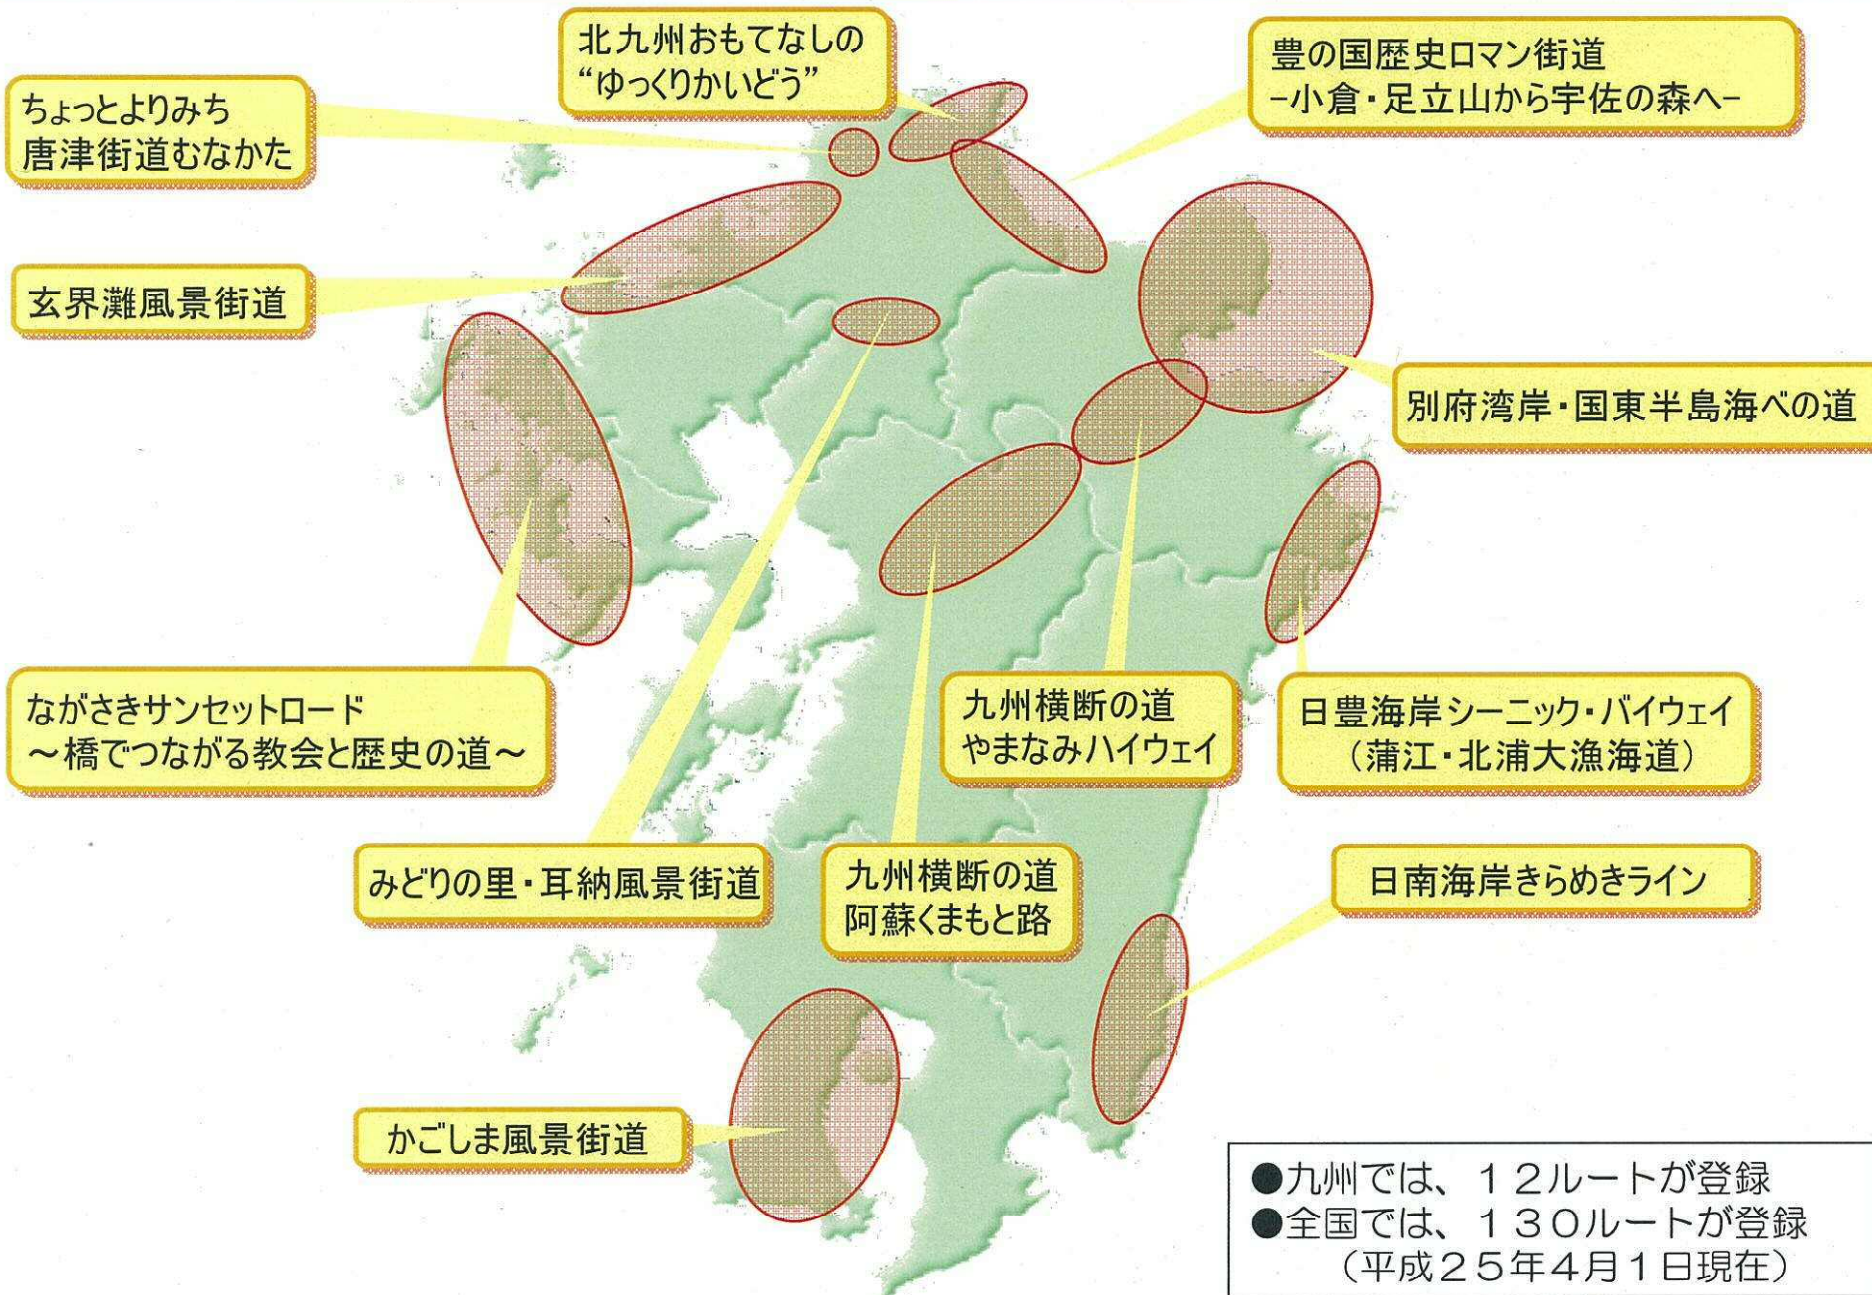 北九州おもてなしの
“ゆっくりかいどう”
豊の国歴史ロマン街道
−小倉・足立山から宇佐の森へ−
ちょっとよりみち
唐津街道むなかた
玄界灘風景街道
別府湾岸・国東半島海べの道
ながさきサンセットロード
～橋でつながる教会と歴史の道～
九州横断の道
やまなみハイウェイ
日豊海岸シーニック・バイウェイ
（蒲江・北浦大漁海道）
みどりの里・耳納風景街道
九州横断の道
阿蘇くまもと路
日南海岸きらめきライン
かごしま風景街道
●九州では、１２ルートが登録
●全国では、１３０ルートが登録
（平成２５年４月１日現在）